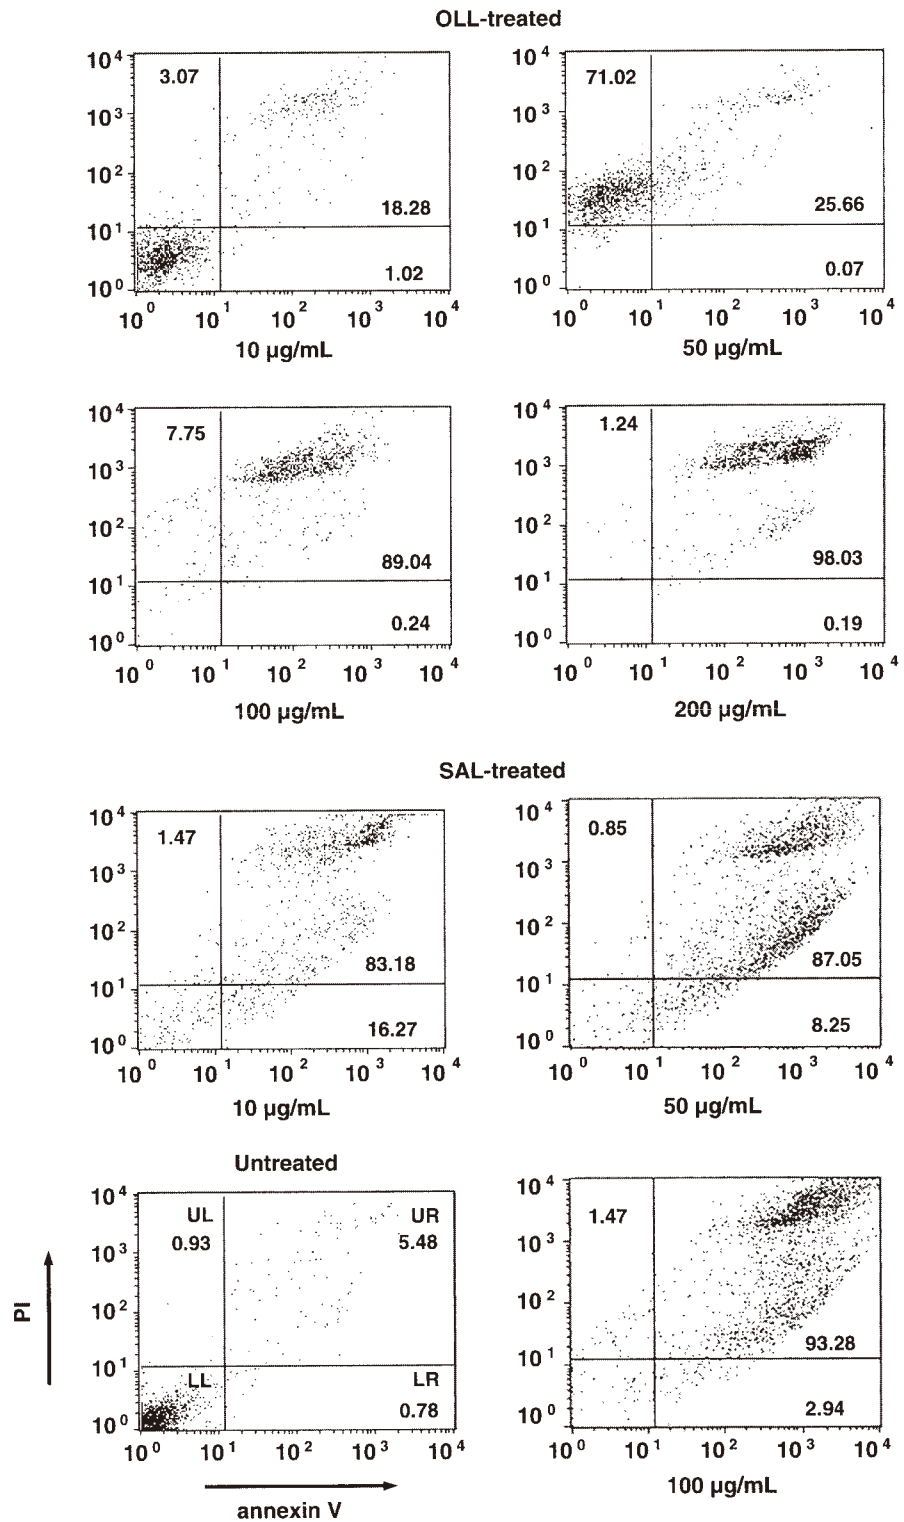 OLL-treated
10⁴ 10³ 10² 10¹ 10⁰
3.07
18.28
1.02
10⁰ 10¹ 10² 10³ 10⁴
10 µg/mL
10⁴ 10³ 10² 10¹ 10⁰
71.02
25.66
0.07
10⁰ 10¹ 10² 10³ 10⁴
50 µg/mL
10⁴ 10³ 10² 10¹ 10⁰
7.75
89.04
0.24
10⁰ 10¹ 10² 10³ 10⁴
100 µg/mL
10⁴ 10³ 10² 10¹ 10⁰
1.24
98.03
0.19
10⁰ 10¹ 10² 10³ 10⁴
200 µg/mL
SAL-treated
10⁴ 10³ 10² 10¹ 10⁰
1.47
83.18
16.27
10⁰ 10¹ 10² 10³ 10⁴
10 µg/mL
10⁴ 10³ 10² 10¹ 10⁰
0.85
87.05
8.25
10⁰ 10¹ 10² 10³ 10⁴
50 µg/mL
Untreated
10⁴ 10³ 10² 10¹ 10⁰
UL UR
0.93 5.48
LL LR
0.78
10⁰ 10¹ 10² 10³ 10⁴
PI
annexin V
10⁴ 10³ 10² 10¹ 10⁰
1.47
93.28
2.94
10⁰ 10¹ 10² 10³ 10⁴
100 µg/mL